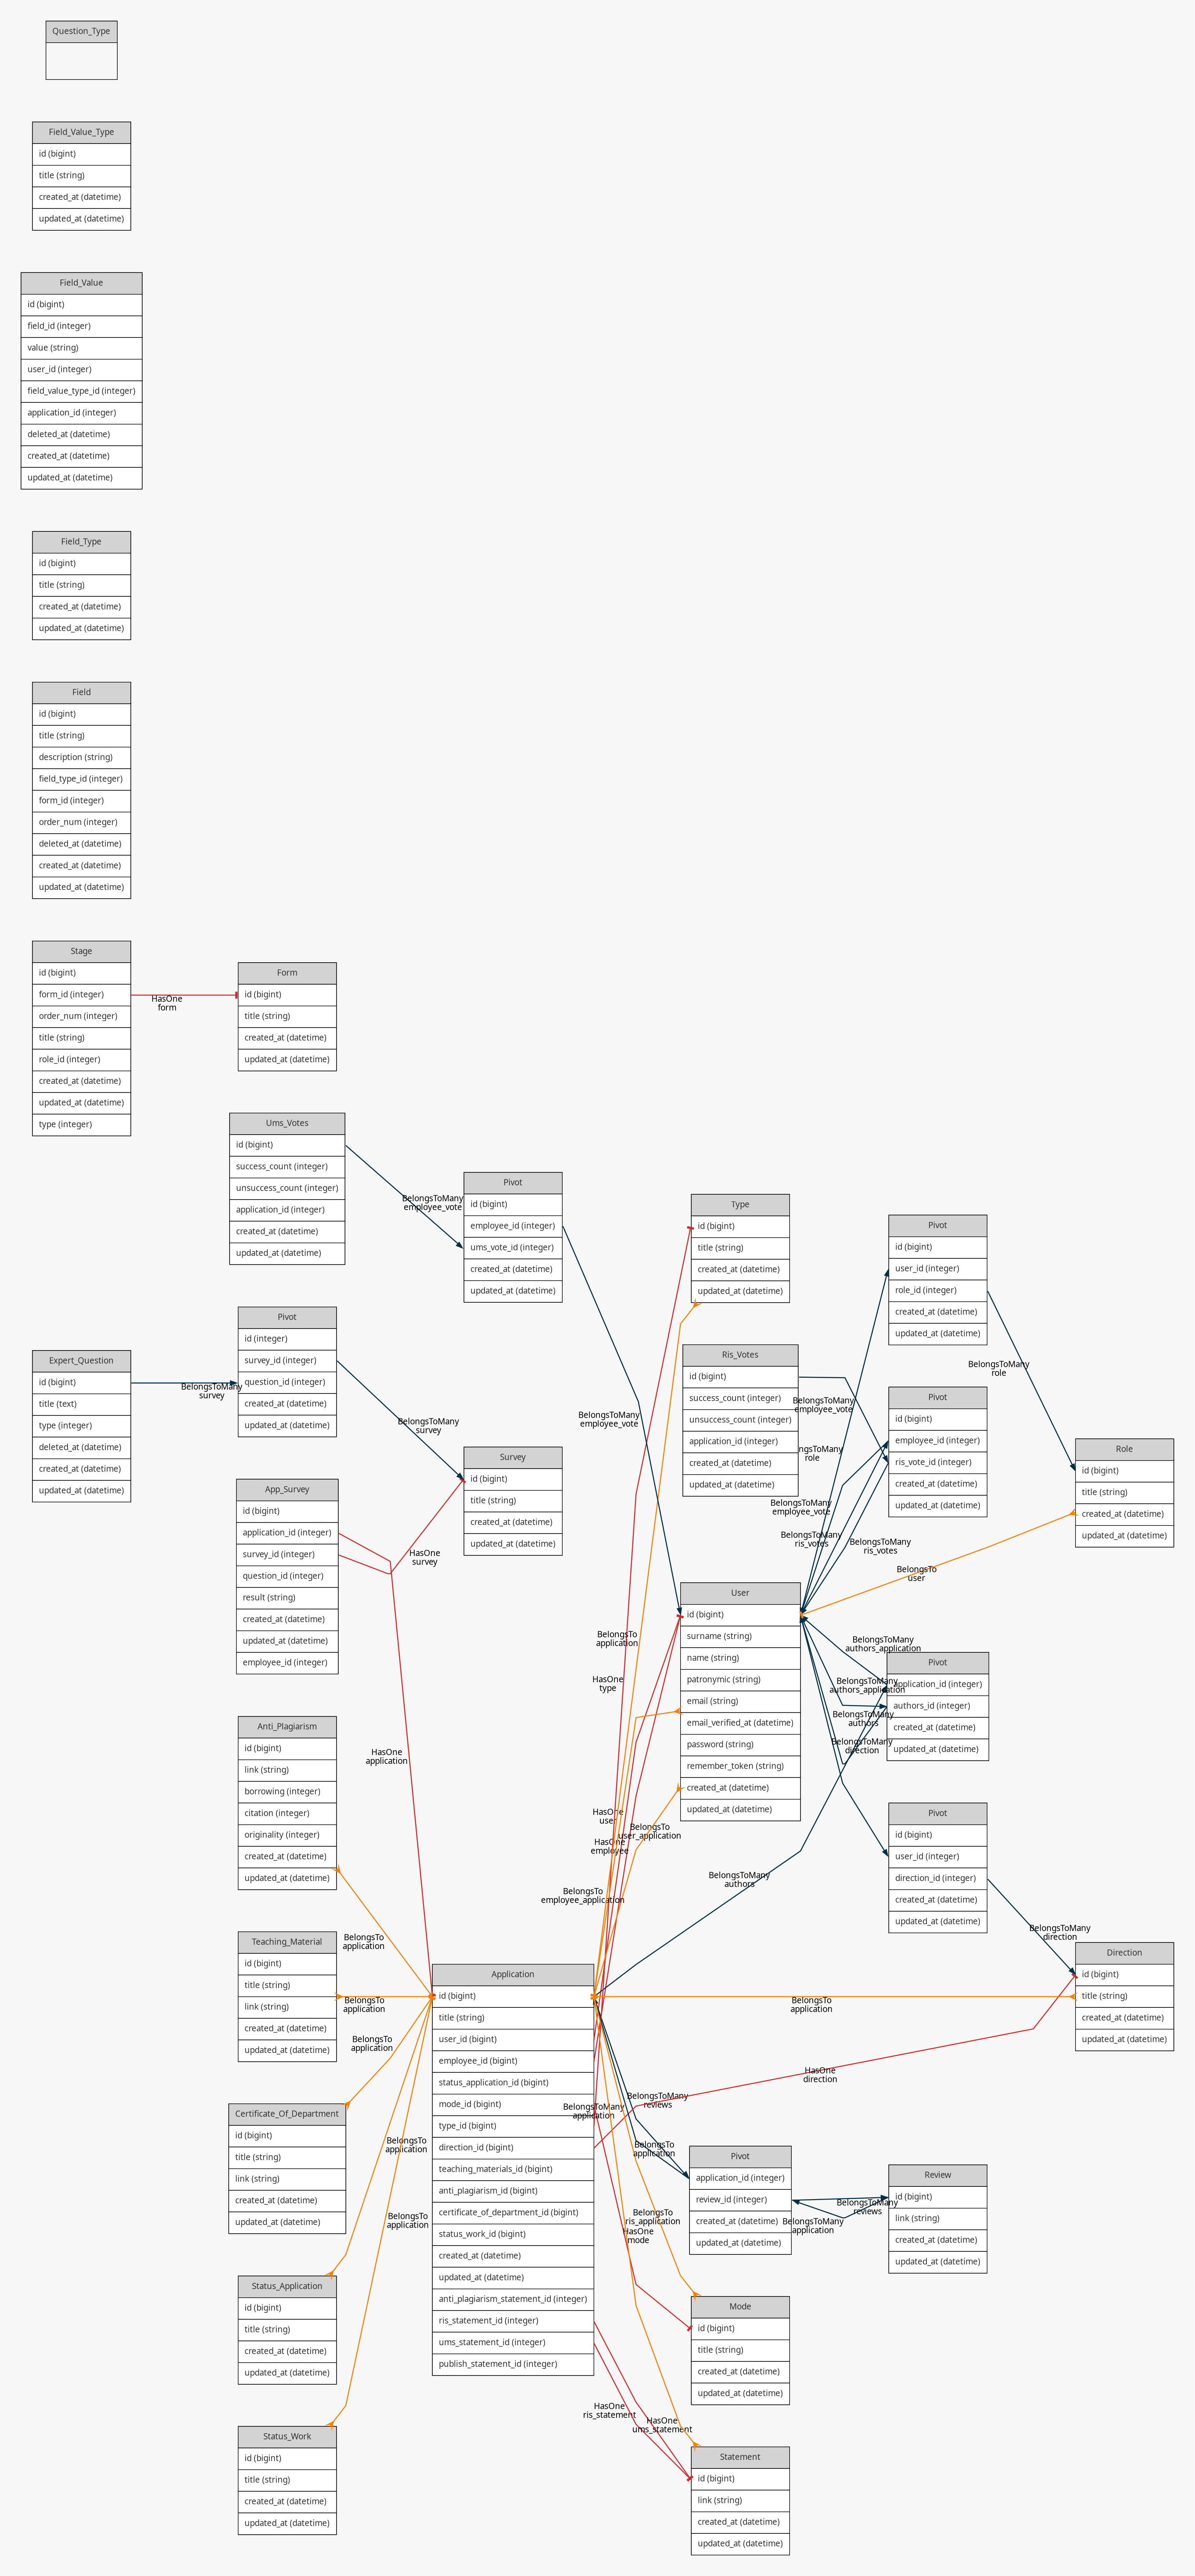 Question_Type
Field_Value_Type
id (bigint)
title (string)
created_at (datetime)
updated_at (datetime)
Field_Value
id (bigint)
field_id (integer)
value (string)
user_id (integer)
field_value_type_id (integer)
application_id (integer)
deleted_at (datetime)
created_at (datetime)
updated_at (datetime)
Field_Type
id (bigint)
title (string)
created_at (datetime)
updated_at (datetime)
Field
id (bigint)
title (string)
description (string)
field_type_id (integer)
form_id (integer)
order_num (integer)
deleted_at (datetime)
created_at (datetime)
updated_at (datetime)
Stage
id (bigint)
form_id (integer)
order_num (integer)
title (string)
role_id (integer)
created_at (datetime)
updated_at (datetime)
type (integer)
HasOne
form
Form
id (bigint)
title (string)
created_at (datetime)
updated_at (datetime)
Ums_Votes
id (bigint)
success_count (integer)
unsuccess_count (integer)
application_id (integer)
created_at (datetime)
updated_at (datetime)
BelongsToMany
employee_vote
Pivot
id (bigint)
employee_id (integer)
ums_vote_id (integer)
created_at (datetime)
updated_at (datetime)
BelongsToMany
employee_vote
Expert_Question
id (bigint)
title (text)
type (integer)
deleted_at (datetime)
created_at (datetime)
updated_at (datetime)
BelongsToMany
survey
Pivot
id (integer)
survey_id (integer)
question_id (integer)
created_at (datetime)
updated_at (datetime)
BelongsToMany
survey
Survey
id (bigint)
title (string)
created_at (datetime)
updated_at (datetime)
App_Survey
id (bigint)
application_id (integer)
survey_id (integer)
question_id (integer)
result (string)
created_at (datetime)
updated_at (datetime)
employee_id (integer)
HasOne
survey
HasOne
application
Anti_Plagiarism
id (bigint)
link (string)
borrowing (integer)
citation (integer)
originality (integer)
created_at (datetime)
updated_at (datetime)
BelongsTo
application
Teaching_Material
id (bigint)
title (string)
link (string)
created_at (datetime)
updated_at (datetime)
BelongsTo
application
BelongsTo
application
Certificate_Of_Department
id (bigint)
title (string)
link (string)
created_at (datetime)
updated_at (datetime)
BelongsTo
application
BelongsTo
application
Status_Application
id (bigint)
title (string)
created_at (datetime)
updated_at (datetime)
Status_Work
id (bigint)
title (string)
created_at (datetime)
updated_at (datetime)
Application
id (bigint)
title (string)
user_id (bigint)
employee_id (bigint)
status_application_id (bigint)
mode_id (bigint)
type_id (bigint)
direction_id (bigint)
teaching_materials_id (bigint)
anti_plagiarism_id (bigint)
certificate_of_department_id (bigint)
status_work_id (bigint)
created_at (datetime)
updated_at (datetime)
anti_plagiarism_statement_id (integer)
ris_statement_id (integer)
ums_statement_id (integer)
publish_statement_id (integer)
BelongsTo
application
HasOne
type
HasOne
user
HasOne
employee
BelongsTo
user_application
BelongsTo
employee_application
BelongsToMany
authors
BelongsTo
application
HasOne
direction
BelongsToMany
reviews
BelongsToMany
application
BelongsTo
application
BelongsTo
ris_application
HasOne
mode
HasOne
ris_statement
HasOne
ums_statement
Type
id (bigint)
title (string)
created_at (datetime)
updated_at (datetime)
Ris_Votes
id (bigint)
success_count (integer)
unsuccess_count (integer)
application_id (integer)
created_at (datetime)
updated_at (datetime)
BelongsToMany
employee_vote
ngsToMany
role
BelongsToMany
employee_vote
BelongsToMany
ris_votes
BelongsToMany
ris_votes
User
id (bigint)
surname (string)
name (string)
patronymic (string)
email (string)
email_verified_at (datetime)
password (string)
remember_token (string)
created_at (datetime)
updated_at (datetime)
BelongsTo
user
BelongsToMany
authors_application
BelongsToMany
authors_application
BelongsToMany
authors
BelongsToMany
direction
Pivot
id (bigint)
user_id (integer)
role_id (integer)
created_at (datetime)
updated_at (datetime)
BelongsToMany
role
Pivot
id (bigint)
employee_id (integer)
ris_vote_id (integer)
created_at (datetime)
updated_at (datetime)
Role
id (bigint)
title (string)
created_at (datetime)
updated_at (datetime)
Pivot
application_id (integer)
authors_id (integer)
created_at (datetime)
updated_at (datetime)
Pivot
id (bigint)
user_id (integer)
direction_id (integer)
created_at (datetime)
updated_at (datetime)
BelongsToMany
direction
Direction
id (bigint)
title (string)
created_at (datetime)
updated_at (datetime)
Pivot
application_id (integer)
review_id (integer)
created_at (datetime)
updated_at (datetime)
BelongsToMany
reviews
BelongsToMany
application
Review
id (bigint)
link (string)
created_at (datetime)
updated_at (datetime)
Mode
id (bigint)
title (string)
created_at (datetime)
updated_at (datetime)
Statement
id (bigint)
link (string)
created_at (datetime)
updated_at (datetime)